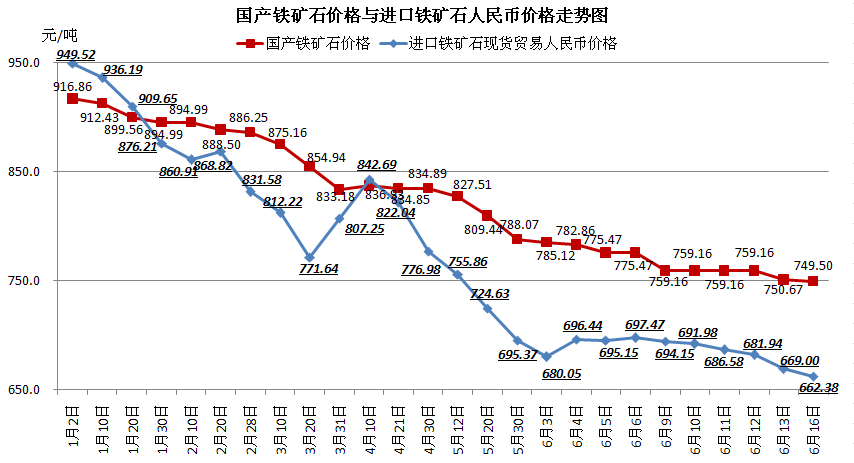 国产铁矿石价格与进口铁矿石人民币价格走势图
元/吨
国产铁矿石价格 进口铁矿石现货贸易人民币价格
950.0
850.0
750.0
650.0
949.52
936.19
916.86
912.43
909.65
899.56
894.99
894.99
876.21
860.91
888.50
868.82
886.25
831.58
875.16
812.22
854.94
771.64
833.18
807.25
842.69
836.93
834.85
822.04
834.89
776.98
827.51
755.86
809.44
724.63
788.07
695.37
785.12
680.05
782.86
696.44
775.47
695.15
775.47
697.47
759.16
694.15
759.16
691.98
759.16
686.58
759.16
681.94
750.67
669.00
749.50
662.38
1月2日
1月10日
1月20日
1月30日
2月10日
2月20日
2月28日
3月10日
3月20日
3月31日
4月10日
4月21日
4月30日
5月12日
5月20日
5月30日
6月3日
6月4日
6月5日
6月6日
6月9日
6月10日
6月11日
6月12日
6月13日
6月16日